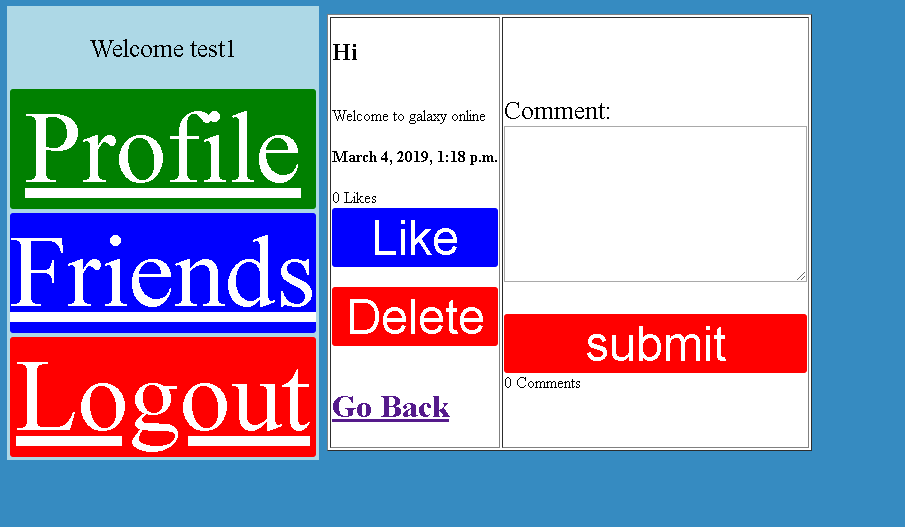 Welcome test1
Profile
Friends
Logout
Hi
Welcome to galaxy online
March 4, 2019, 1:18 p.m.
0 Likes
Like
Delete
Go Back
Comment:
submit
0 Comments